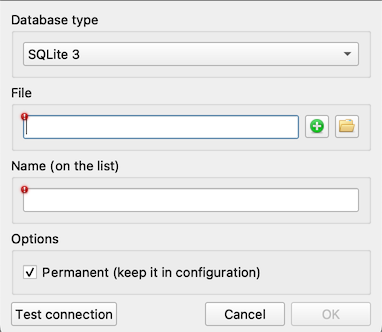 Database type
SQLite 3
File
Name (on the list)
Options
Permanent (keep it in configuration)
Test connection
Cancel
OK